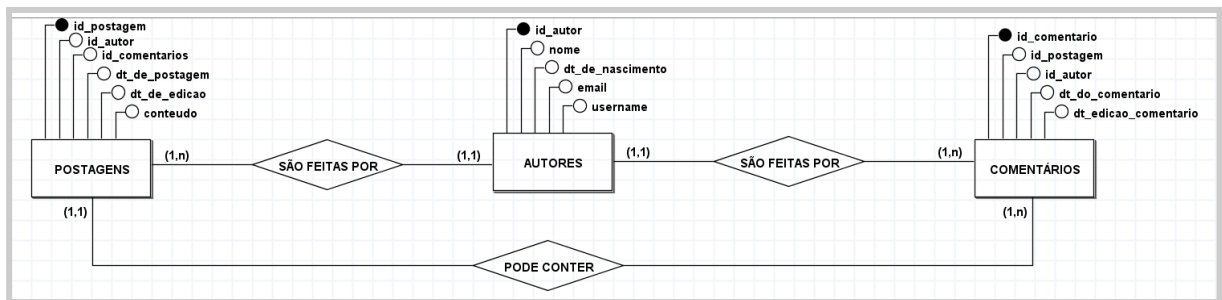 id_postagem
id_autor
id_comentarios
dt_de_postagem
dt_de_edicao
conteudo
id_autor
nome
dt_de_nascimento
email
username
id_comentario
id_postagem
id_autor
dt_do_comentario
dt_edicao_comentario
POSTAGENS
(1,n)
SÃO FEITAS POR
(1,1)
AUTORES
(1,1)
SÃO FEITAS POR
(1,n)
COMENTÁRIOS
(1,1)
(1,n)
PODE CONTER